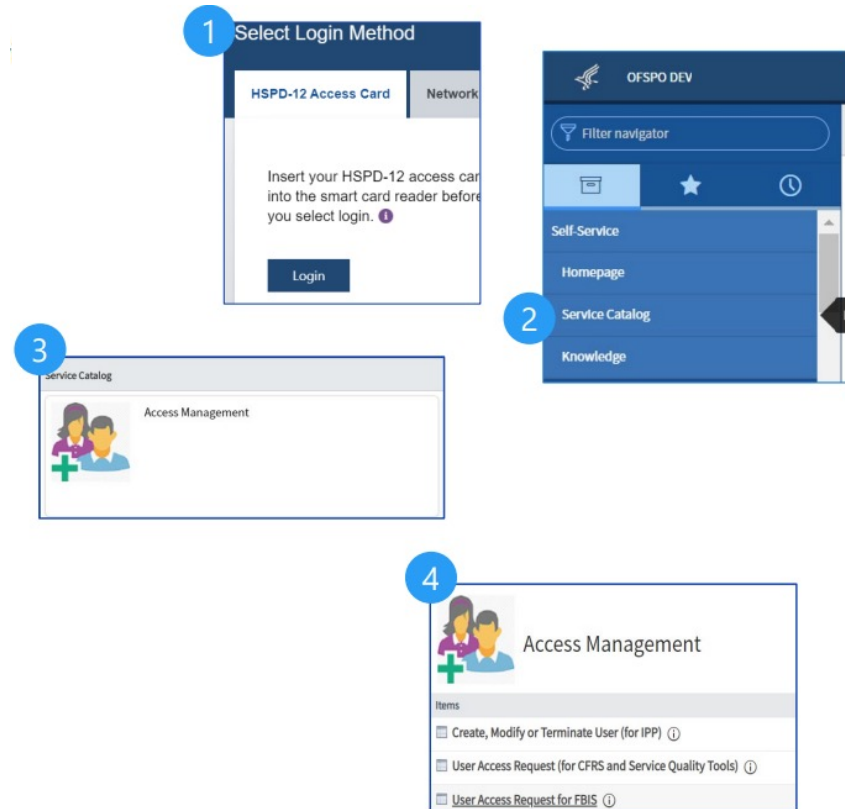 1
Select Login Method
HSPD-12 Access Card
Network
Insert your HSPD-12 access car
into the smart card reader before
you select login.
Login
OFSPO DEV
Filter navigator
Self-Service
Homepage
2
Service Catalog
Knowledge
3
Service Catalog
Access Management
4
Access Management
Items
Create, Modify or Terminate User (for IPP)
User Access Request (for CFRS and Service Quality Tools)
User Access Request for FBIS